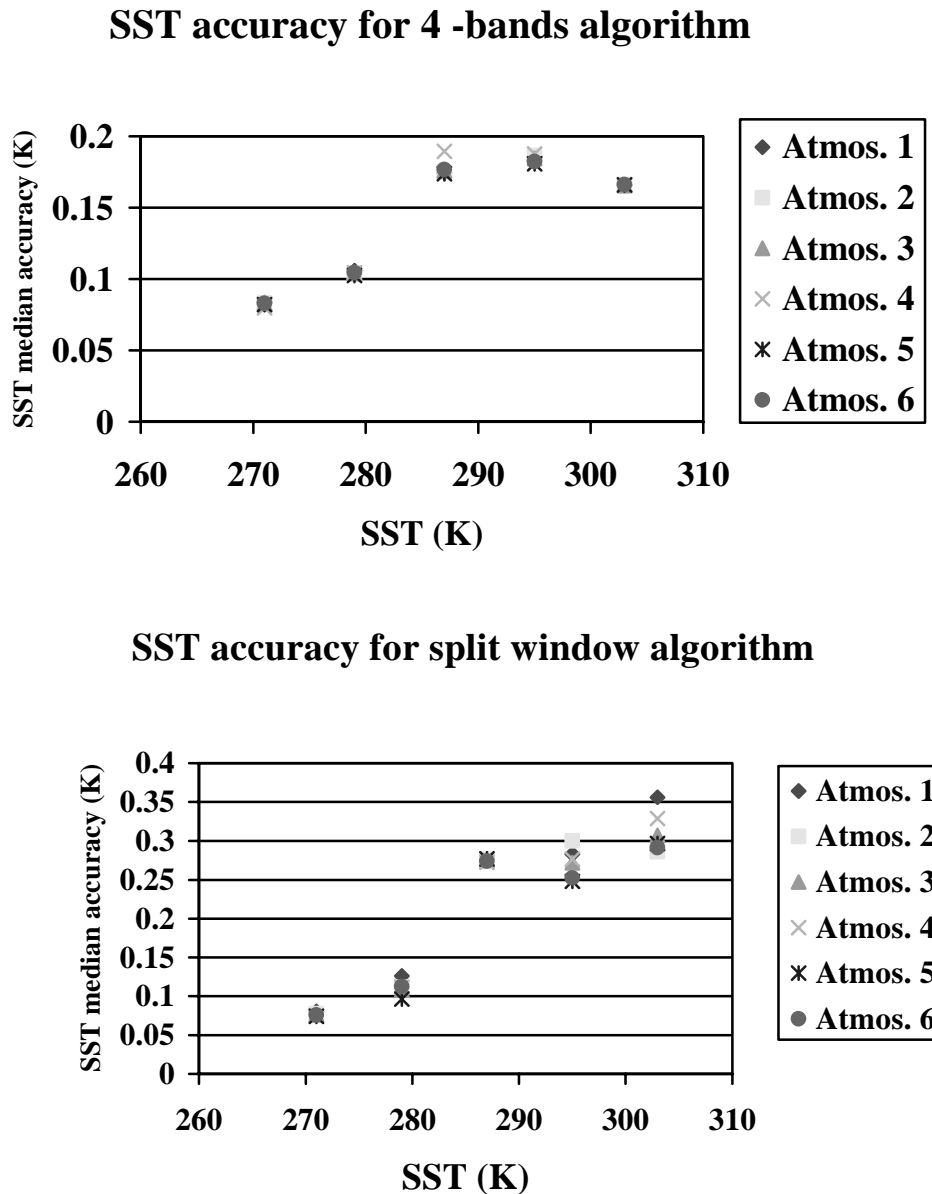 SST accuracy for 4 -bands algorithm
SST median accuracy (K)
0.2
0.15
0.1
0.05
0
260 270 280 290 300 310
SST (K)
Atmos. 1
Atmos. 2
Atmos. 3
Atmos. 4
Atmos. 5
Atmos. 6
SST accuracy for split window algorithm
SST median accuracy (K)
0.4
0.35
0.3
0.25
0.2
0.15
0.1
0.05
0
260 270 280 290 300 310
SST (K)
Atmos. 1
Atmos. 2
Atmos. 3
Atmos. 4
Atmos. 5
Atmos. 6